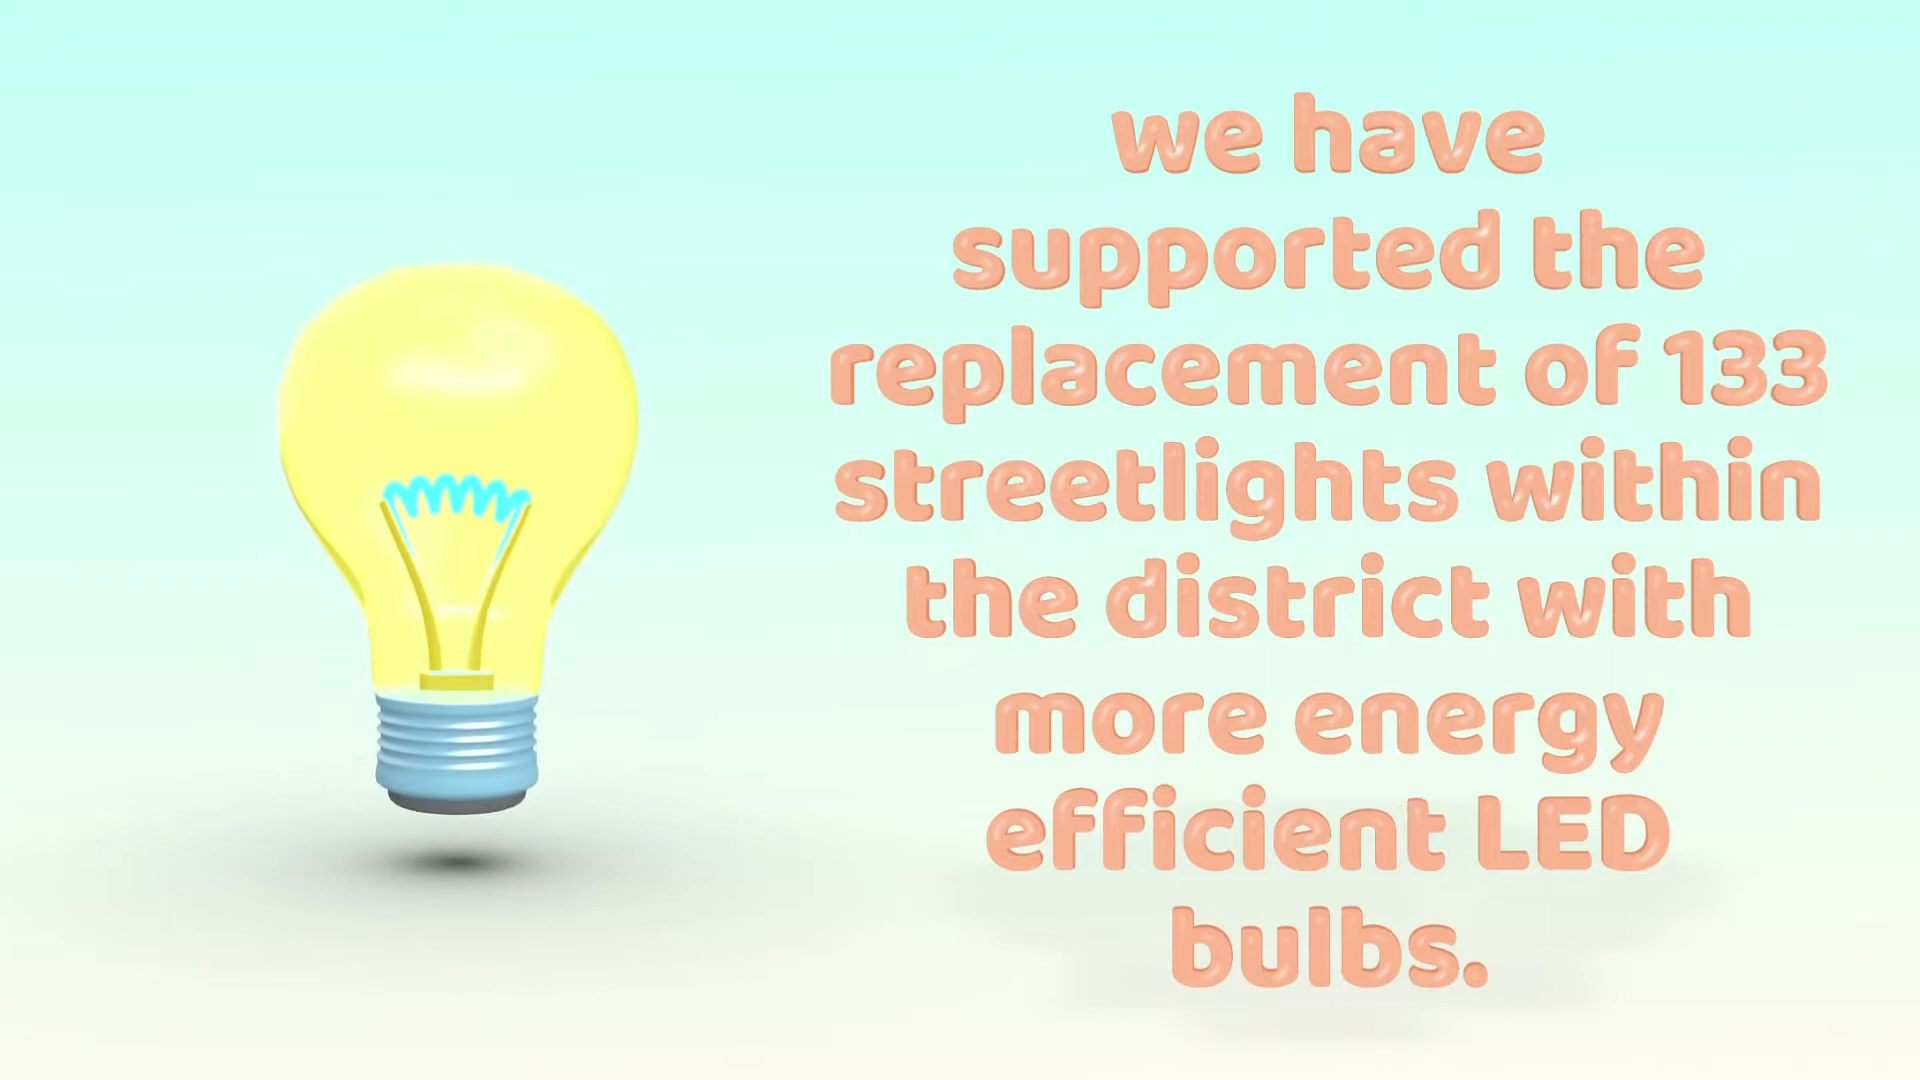 we have
supported the
replacement of 133
streetlights within
the district with
more energy
efficient LED
bulbs.